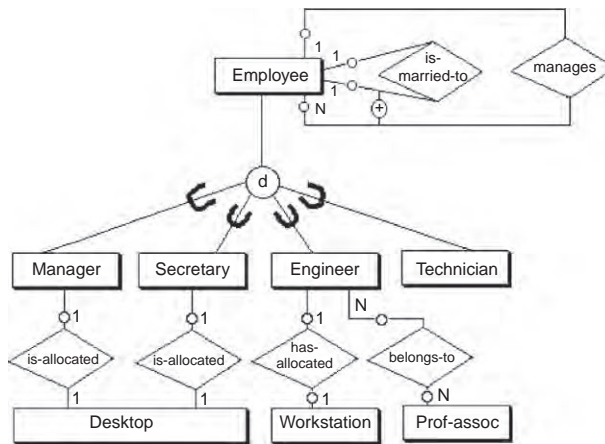 1
1
is-
married-to
manages
Employee
1
N
+
d
Manager
Secretary
Engineer
Technician
1
1
1
N
is-allocated
is-allocated
has-
allocated
belongs-to
1
1
1
N
Desktop
Workstation
Prof-assoc